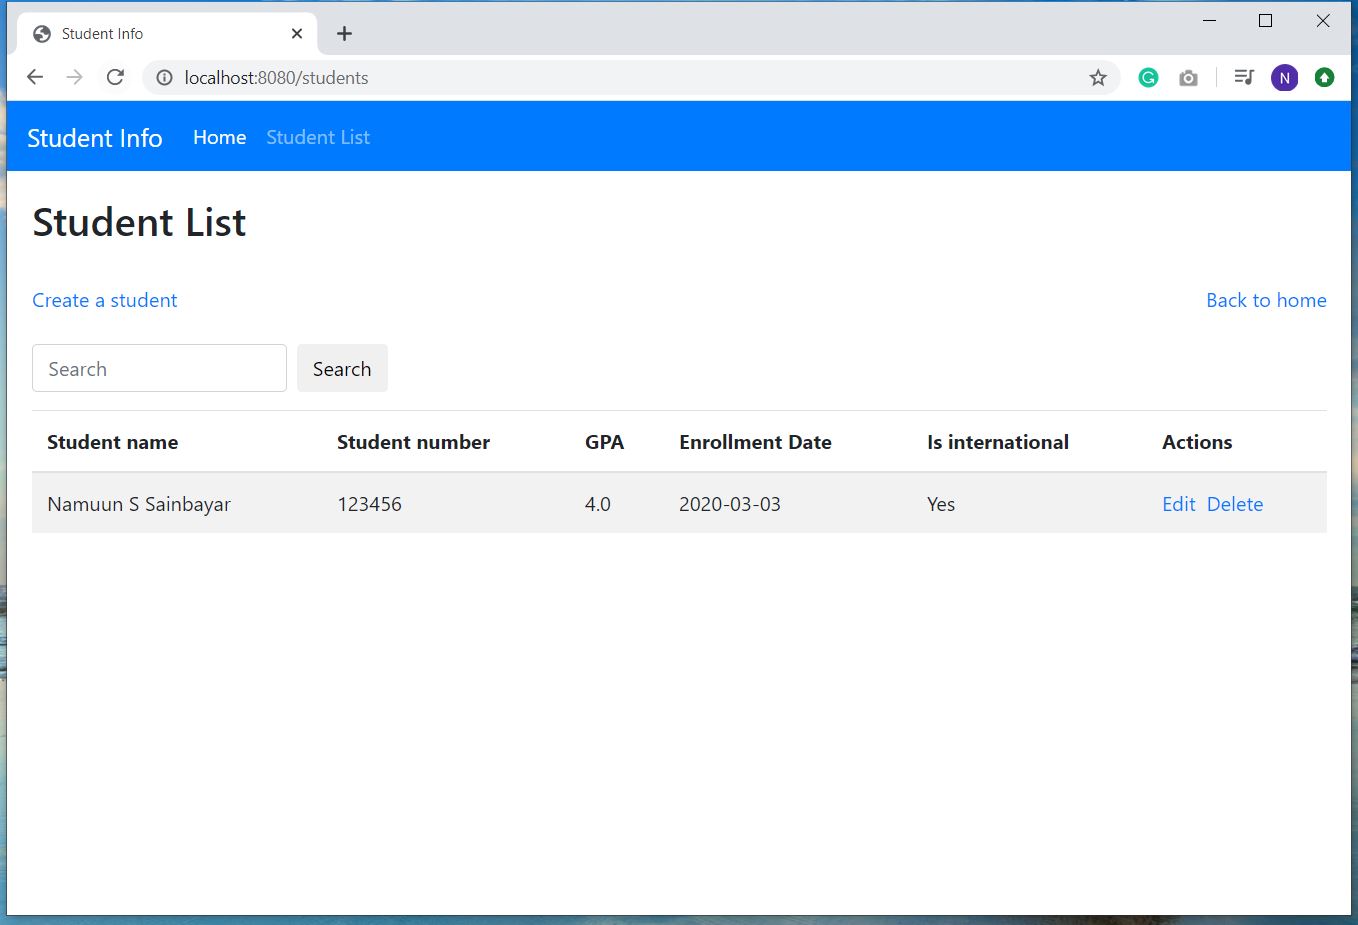 Student Info
localhost:8080/students
N
Student Info Home Student List
Student List
Create a student Back to home
Search Search
Student name Student number GPA Enrollment Date Is international Actions
Namuun S Sainbayar 123456 4.0 2020-03-03 Yes Edit Delete